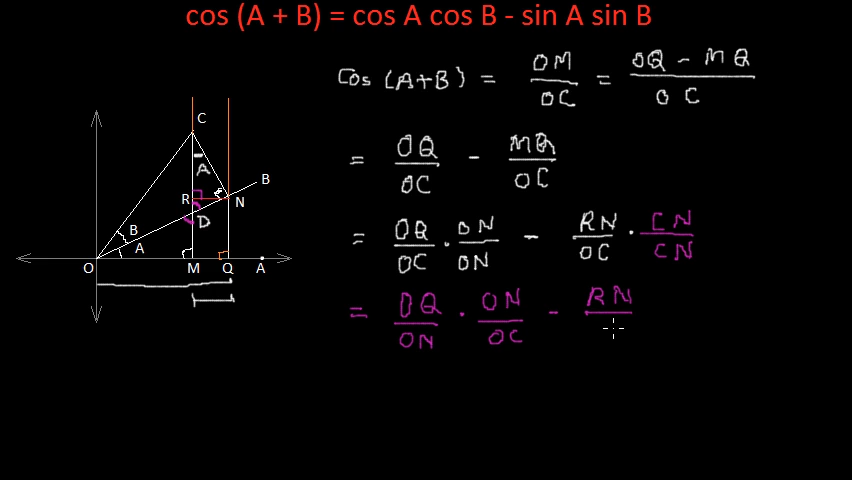 cos (A + B) = cos A cos B - sin A sin B
Cos (A+B) = OM/OC = OQ - MQ/OC
= OQ/OC - MQ/OC
= OQ/OC . ON/ON - RN/OC . CN/CN
= OQ/ON . ON/OC - RN
C
A
B
R
N
D
B
A
O
M
Q
A